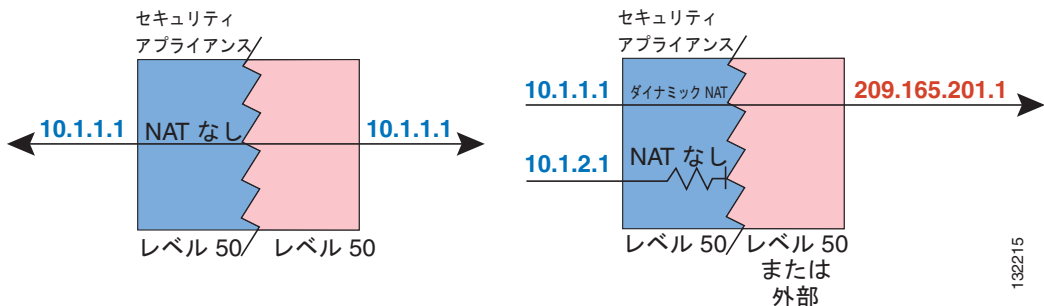 セキュリティ
アプライアンス
10.1.1.1
NAT なし
10.1.1.1
レベル 50
レベル 50
セキュリティ
アプライアンス
10.1.1.1
ダイナミック NAT
209.165.201.1
10.1.2.1
NAT なし
レベル 50
レベル 50
または
外部
132215